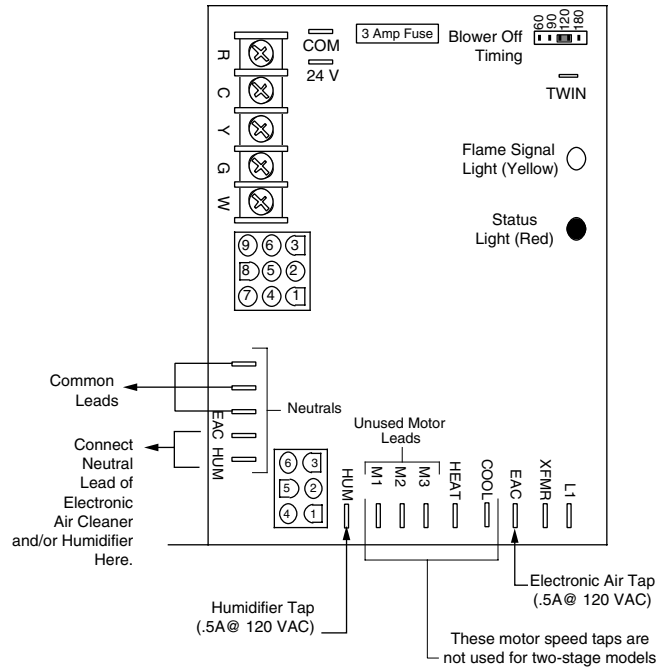 COM
24 V
3 Amp Fuse
Blower Off
Timing
60
90
120
180
TWIN
R
C
Y
G
W
Flame Signal
Light (Yellow)
Status
Light (Red)
9 6 3
8 5 2
7 4 1
Common
Leads
Neutrals
EAC HUM
Connect
Neutral
Lead of
Electronic
Air Cleaner
and/or Humidifier
Here.
Unused Motor
Leads
6 3
5 2
4 1
HUM
M1
M2
M3
HEAT
COOL
EAC
XFMR
L1
Humidifier Tap
(.5A@ 120 VAC)
Electronic Air Tap
(.5A@ 120 VAC)
These motor speed taps are
not used for two-stage models